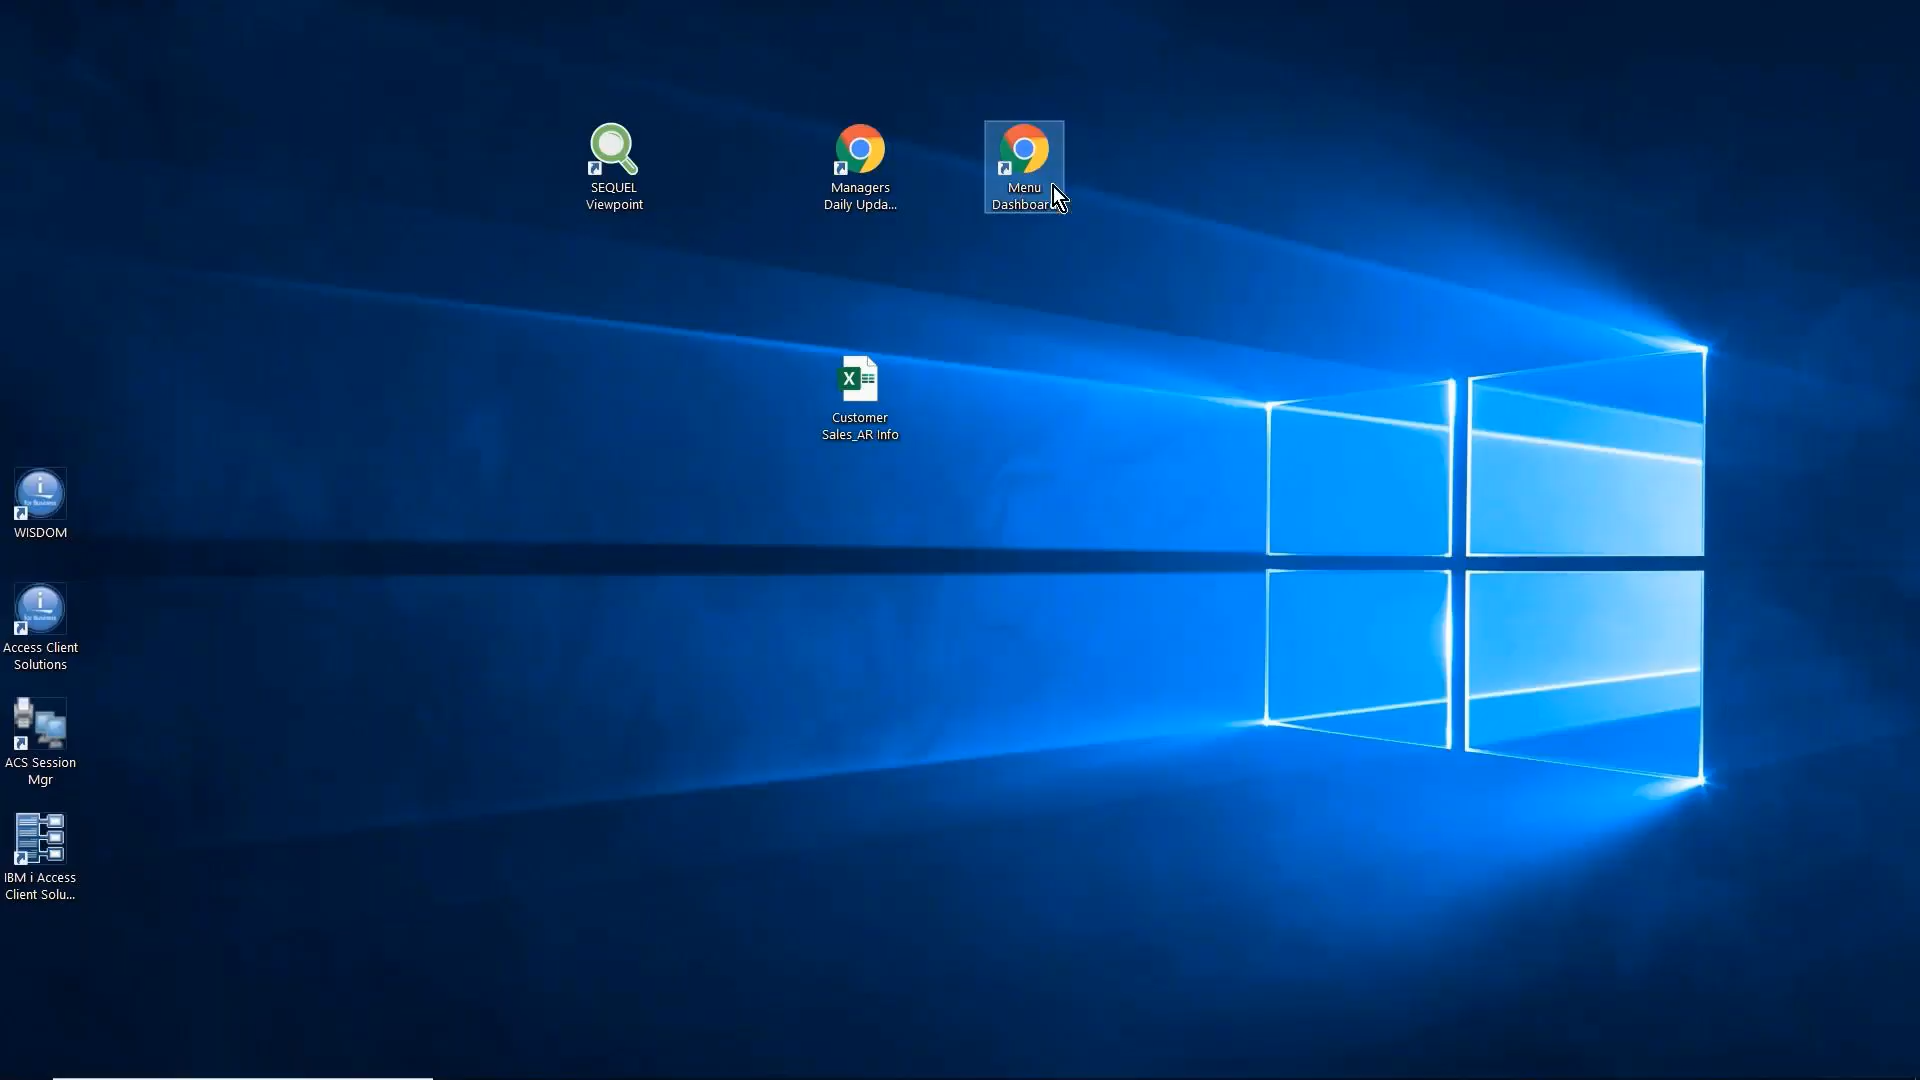 SEQUEL
Viewpoint
Managers
Daily Upda...
Menu
Dashboar
Customer
Sales_AR Info
WISDOM
Access Client
Solutions
ACS Session
Mgr
IBM i Access
Client Solu...